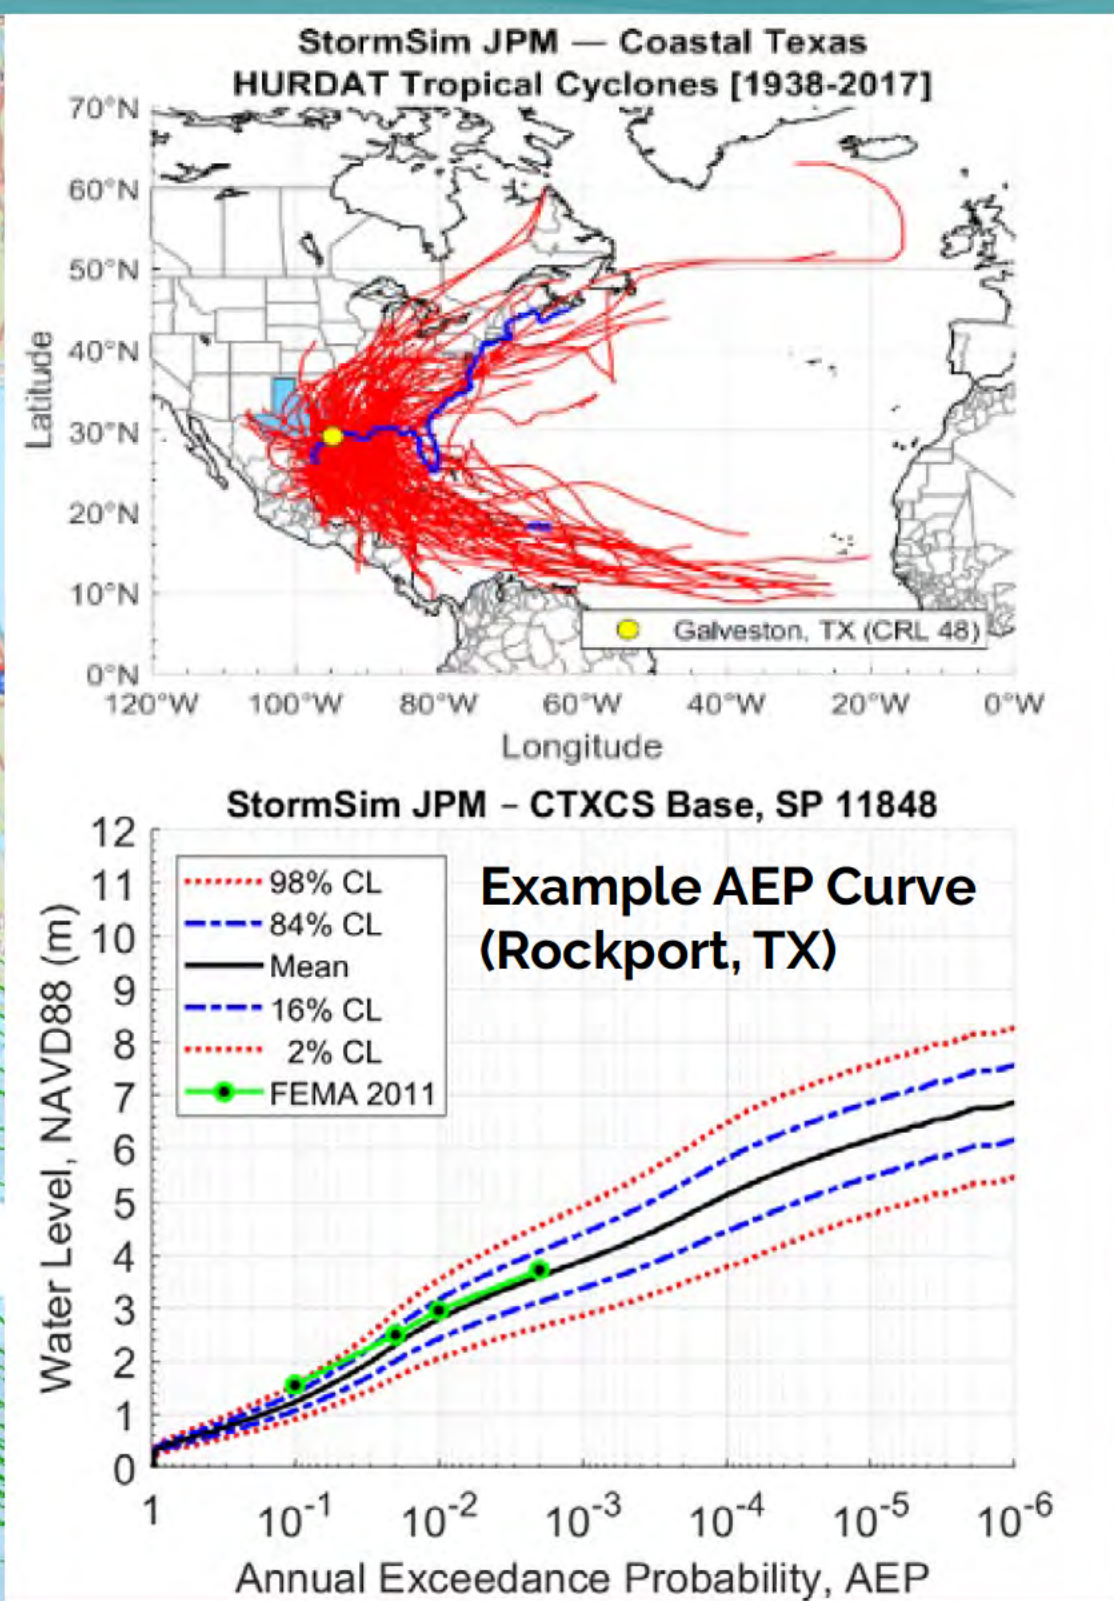 StormSim JPM — Coastal Texas
HURDAT Tropical Cyclones [1938-2017]
70°N
60°N
50°N
40°N
30°N
20°N
10°N
0°N
Latitude
Galveston, TX (CRL 48)
120°W 100°W 80°W 60°W 40°W 20°W 0°W
Longitude
StormSim JPM – CTXCS Base, SP 11848
12
11
10
9
8
7
6
5
4
3
2
1
0
Water Level, NAVD88 (m)
98% CL
84% CL
Mean
16% CL
2% CL
FEMA 2011
Example AEP Curve
(Rockport, TX)
1 10⁻¹ 10⁻² 10⁻³ 10⁻⁴ 10⁻⁵ 10⁻⁶
Annual Exceedance Probability, AEP